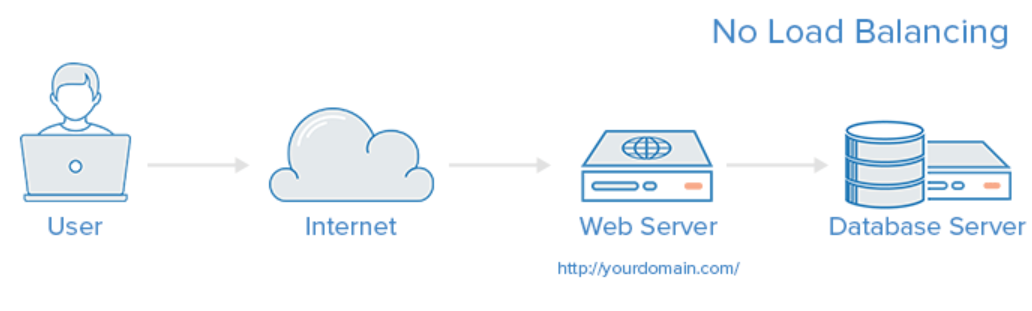 No Load Balancing
User
Internet
Web Server
Database Server
http://yourdomain.com/